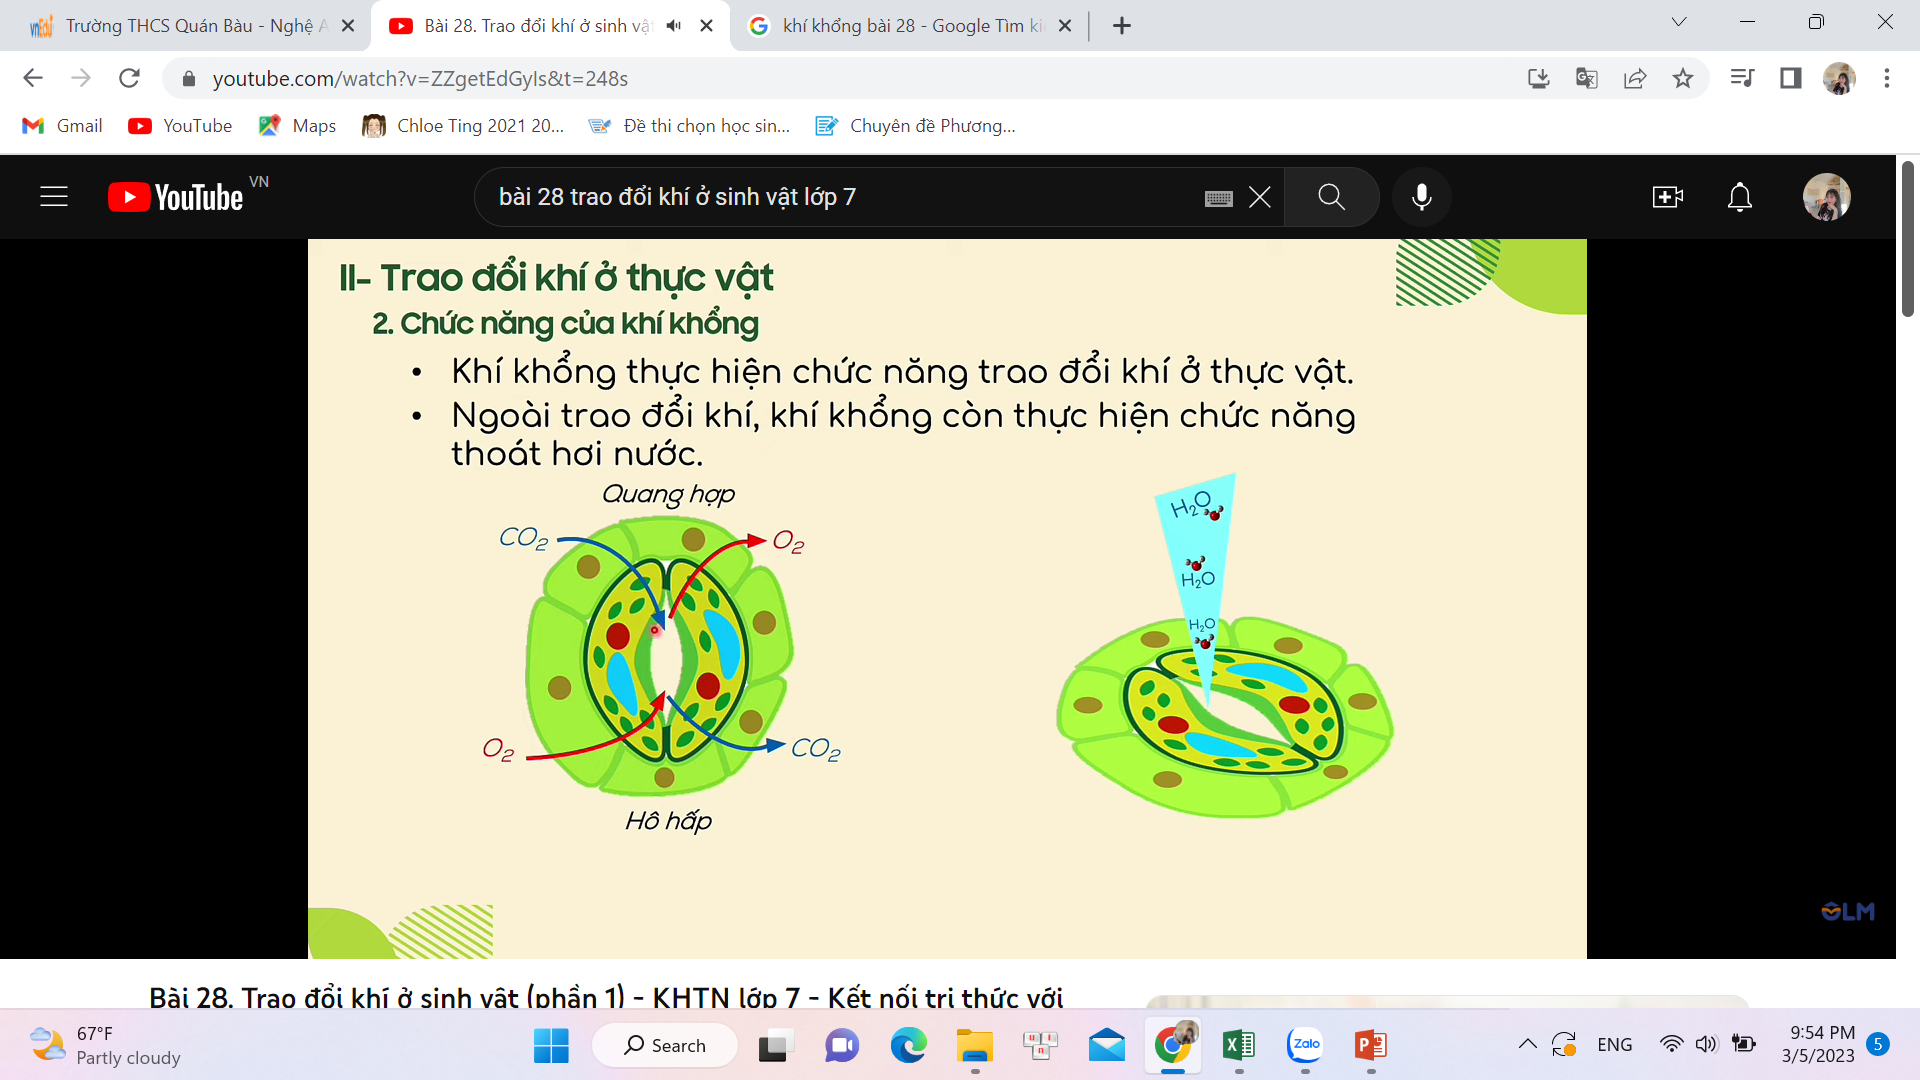 Trường THCS Quán Bàu - Nghệ A
Bài 28. Trao đổi khí ở sinh vậ
khí khổng bài 28 - Google Tìm ki
youtube.com/watch?v=ZZgetEdGyIs&t=248s
Gmail
YouTube
Maps
Chloe Ting 2021 20...
Đề thi chọn học sin...
Chuyên đề Phương...
YouTube VN
bài 28 trao đổi khí ở sinh vật lớp 7
II- Trao đổi khí ở thực vật
2. Chức năng của khí khổng
• Khí khổng thực hiện chức năng trao đổi khí ở thực vật.
• Ngoài trao đổi khí, khí khổng còn thực hiện chức năng
thoát hơi nước.
Quang hợp
CO₂
O₂
O₂
CO₂
Hô hấp
H₂O
H₂O
H₂O
OLM
Bài 28. Trao đổi khí ở sinh vật (phần 1) - KHTN lớp 7 - Kết nối tri thức với
67°F
Partly cloudy
Search
Zalo
ENG
9:54 PM
3/5/2023
5